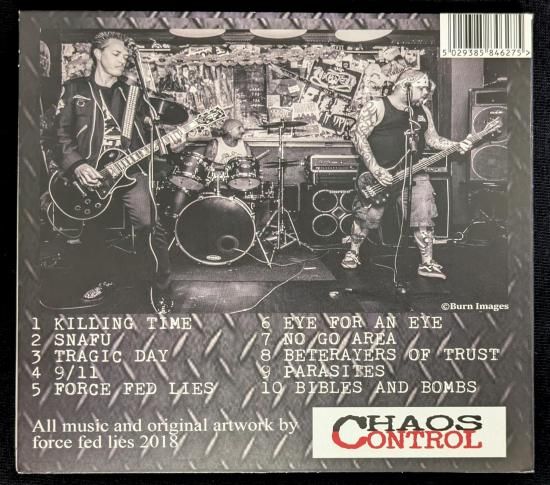 5 029385 846275 >
©Burn Images
1 KILLING TIME
2 SNAFU
3 TRAGIC DAY
4 9/11
5 FORCE FED LIES
6 EYE FOR AN EYE
7 NO GO AREA
8 BETERAYERS OF TRUST
9 PARASITES
10 BIBLES AND BOMBS
All music and original artwork by
force fed lies 2018
CHAOS
CONTROL